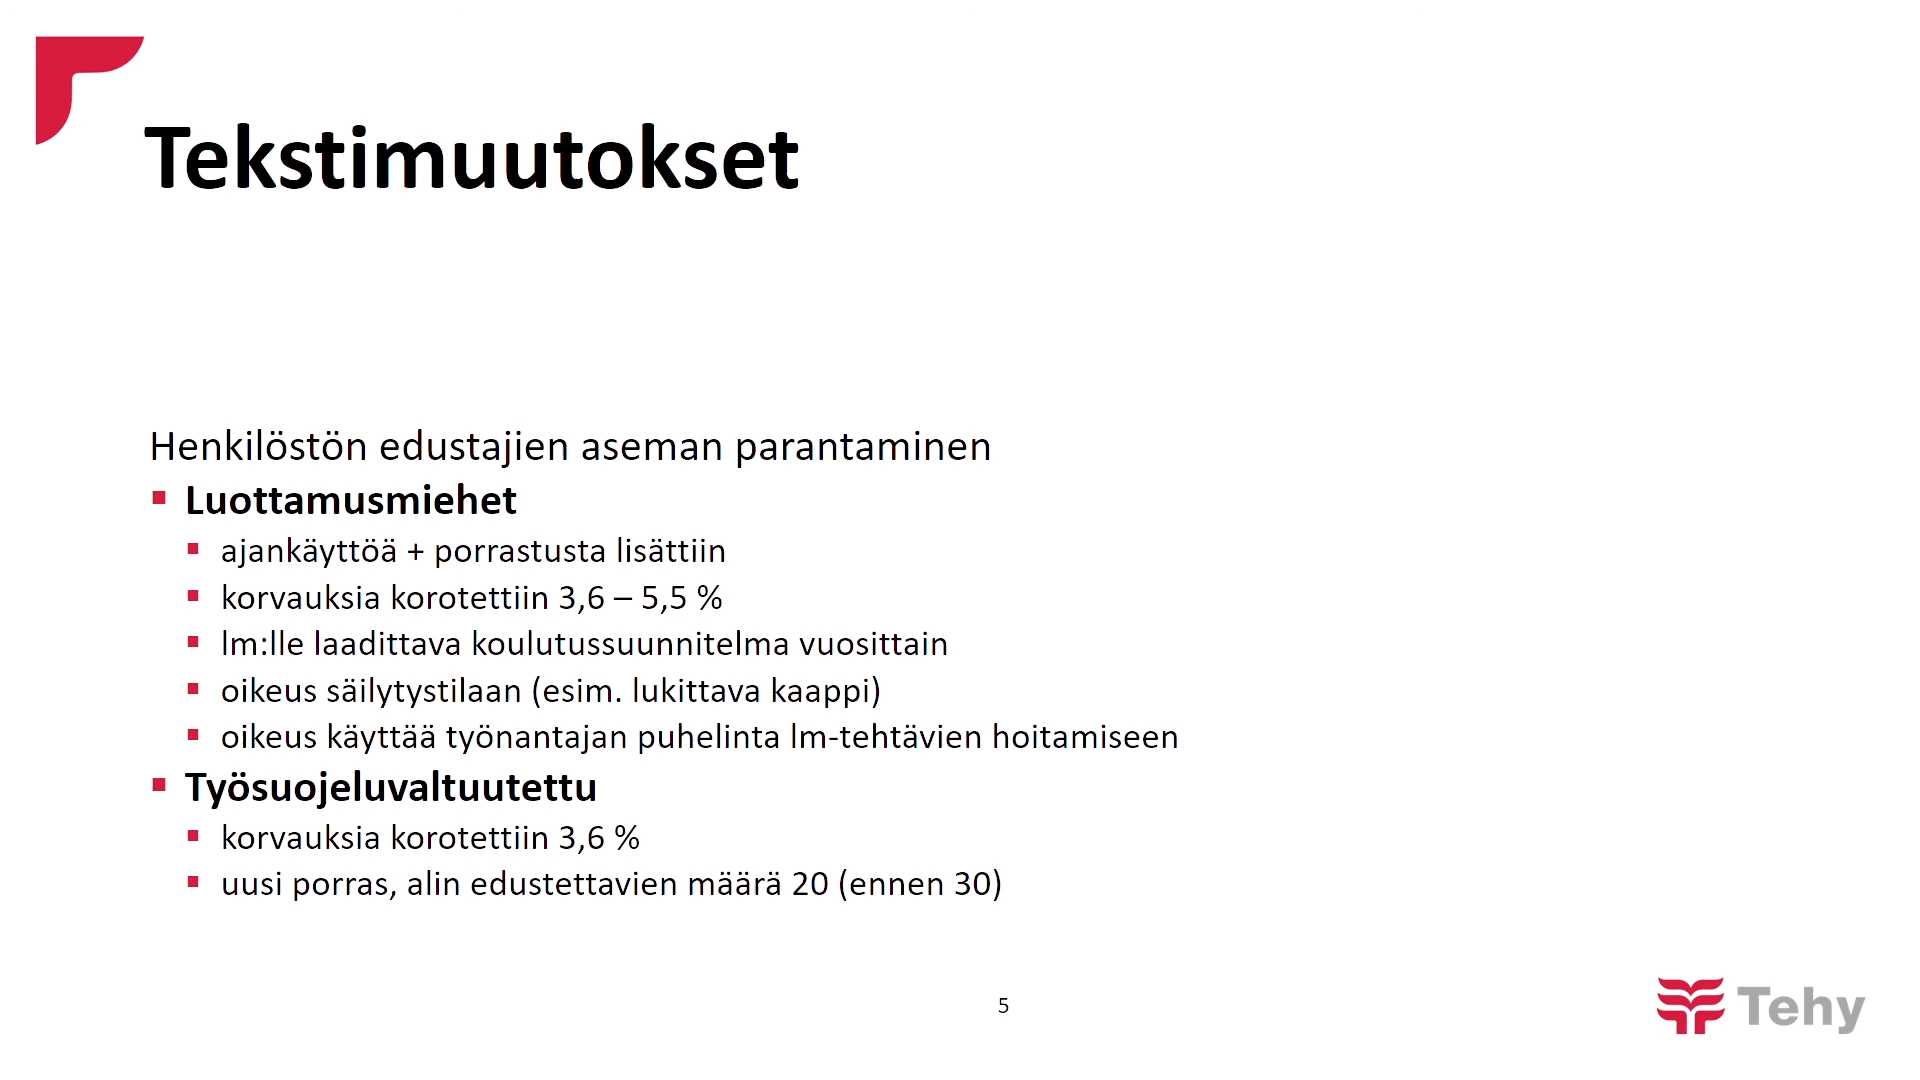 Tekstimuutokset
Henkilöstön edustajien aseman parantaminen
Luottamusmiehet
ajankäyttöä + porrastusta lisättiin
korvauksia korotettiin 3,6 – 5,5 %
lm:lle laadittava koulutussuunnitelma vuosittain
oikeus säilytystilaan (esim. lukittava kaappi)
oikeus käyttää työnantajan puhelinta lm-tehtävien hoitamiseen
Työsuojeluvaltuutettu
korvauksia korotettiin 3,6 %
uusi porras, alin edustettavien määrä 20 (ennen 30)
5
Tehy